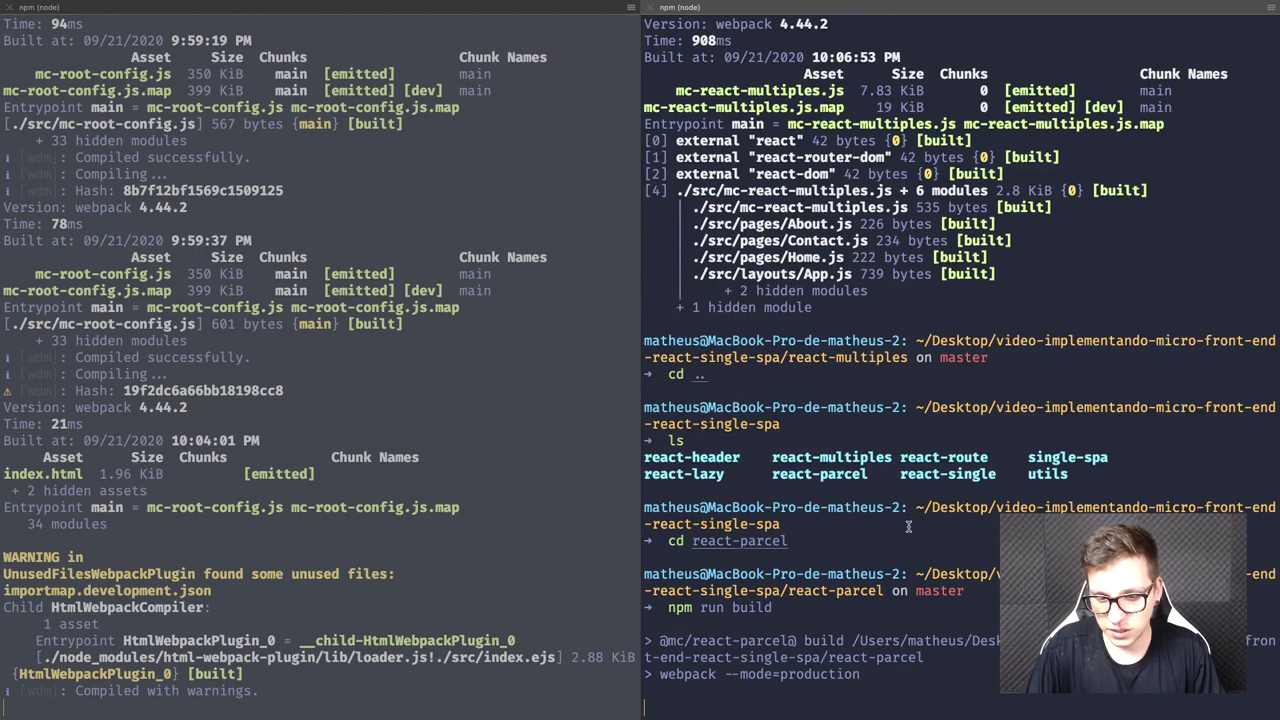 npm (node)
Time: 94ms
Built at: 09/21/2020 9:59:19 PM
Asset Size Chunks Chunk Names
mc-root-config.js 350 KiB main [emitted] main
mc-root-config.js.map 399 KiB main [emitted] [dev] main
Entrypoint main = mc-root-config.js mc-root-config.js.map
[./src/mc-root-config.js] 567 bytes {main} [built]
+ 33 hidden modules
ℹ ｢wdm｣: Compiled successfully.
ℹ ｢wdm｣: Compiling...
ℹ ｢wdm｣: Hash: 8b7f12bf1569c1509125
Version: webpack 4.44.2
Time: 78ms
Built at: 09/21/2020 9:59:37 PM
Asset Size Chunks Chunk Names
mc-root-config.js 350 KiB main [emitted] main
mc-root-config.js.map 399 KiB main [emitted] [dev] main
Entrypoint main = mc-root-config.js mc-root-config.js.map
[./src/mc-root-config.js] 601 bytes {main} [built]
+ 33 hidden modules
ℹ ｢wdm｣: Compiled successfully.
ℹ ｢wdm｣: Compiling...
⚠ ｢wdm｣: Hash: 19f2dc6a66bb18198cc8
Version: webpack 4.44.2
Time: 21ms
Built at: 09/21/2020 10:04:01 PM
Asset Size Chunks Chunk Names
index.html 1.96 KiB [emitted]
+ 2 hidden assets
Entrypoint main = mc-root-config.js mc-root-config.js.map
34 modules
WARNING in
UnusedFilesWebpackPlugin found some unused files:
importmap.development.json
Child HtmlWebpackCompiler:
1 asset
Entrypoint HtmlWebpackPlugin_0 = __child-HtmlWebpackPlugin_0
[./node_modules/html-webpack-plugin/lib/loader.js!./src/index.ejs] 2.88 KiB
{HtmlWebpackPlugin_0} [built]
ℹ ｢wdm｣: Compiled with warnings.
npm (node)
Version: webpack 4.44.2
Time: 908ms
Built at: 09/21/2020 10:06:53 PM
Asset Size Chunks Chunk Names
mc-react-multiples.js 7.83 KiB 0 [emitted] main
mc-react-multiples.js.map 19 KiB 0 [emitted] [dev] main
Entrypoint main = mc-react-multiples.js mc-react-multiples.js.map
[0] external "react" 42 bytes {0} [built]
[1] external "react-router-dom" 42 bytes {0} [built]
[2] external "react-dom" 42 bytes {0} [built]
[4] ./src/mc-react-multiples.js + 6 modules 2.8 KiB {0} [built]
| ./src/mc-react-multiples.js 535 bytes [built]
| ./src/pages/About.js 226 bytes [built]
| ./src/pages/Contact.js 234 bytes [built]
| ./src/pages/Home.js 222 bytes [built]
| ./src/layouts/App.js 739 bytes [built]
| + 2 hidden modules
+ 1 hidden module
matheus@MacBook-Pro-de-matheus-2: ~/Desktop/video-implementando-micro-front-end
-react-single-spa/react-multiples on master
➜ cd ..
matheus@MacBook-Pro-de-matheus-2: ~/Desktop/video-implementando-micro-front-end
-react-single-spa
➜ ls
react-header react-multiples react-route single-spa
react-lazy react-parcel react-single utils
matheus@MacBook-Pro-de-matheus-2: ~/Desktop/video-implementando-micro-front-end
-react-single-spa
➜ cd react-parcel
matheus@MacBook-Pro-de-matheus-2: ~/Desktop/
-react-single-spa/react-parcel on master
➜ npm run build
> @mc/react-parcel@ build /Users/matheus/Des front
t-end-react-single-spa/react-parcel
> webpack --mode=production